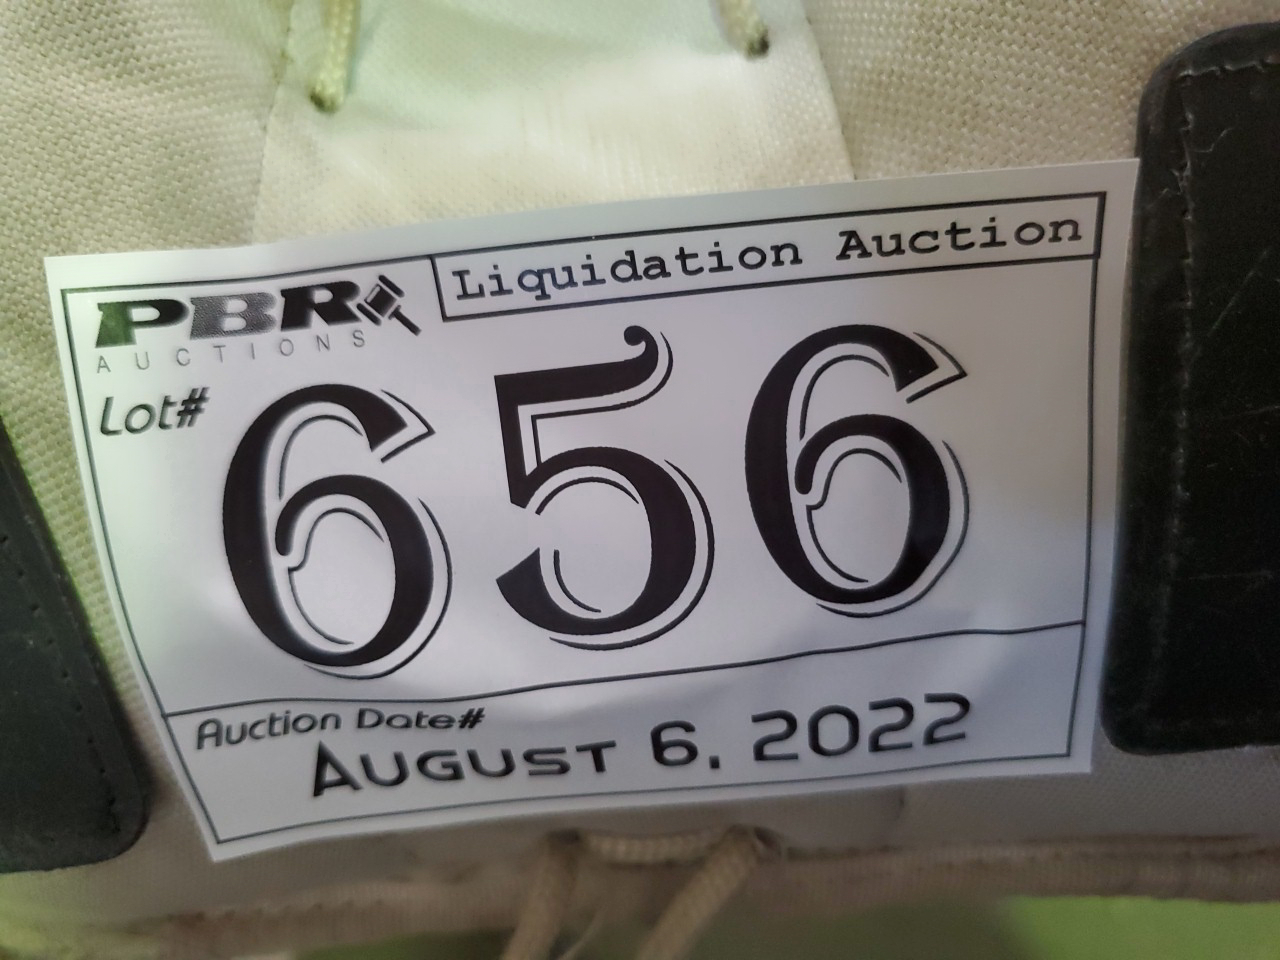 PBR
AUCTIONS
Liquidation Auction
Lot#
656
Auction Date#
AUGUST 6, 2022